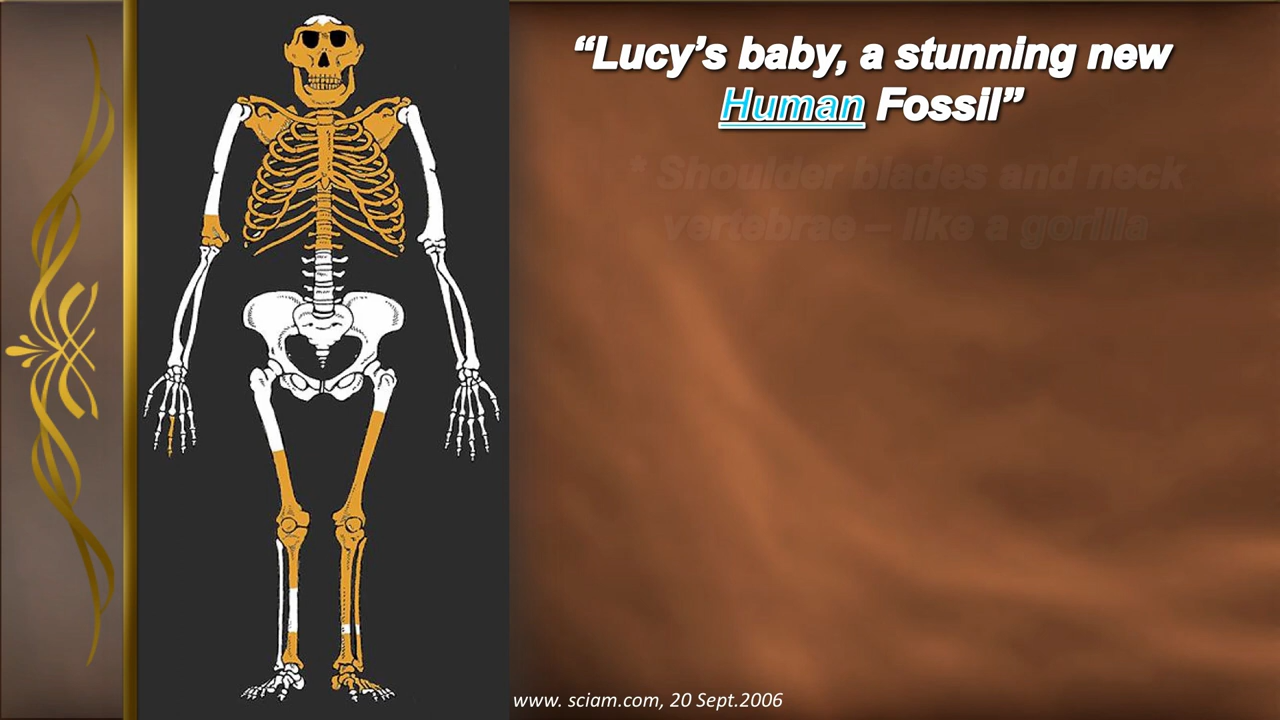 “Lucy’s baby, a stunning new
Human Fossil”
* Shoulder blades and neck
vertebrae – like a gorilla
www. sciam.com, 20 Sept.2006